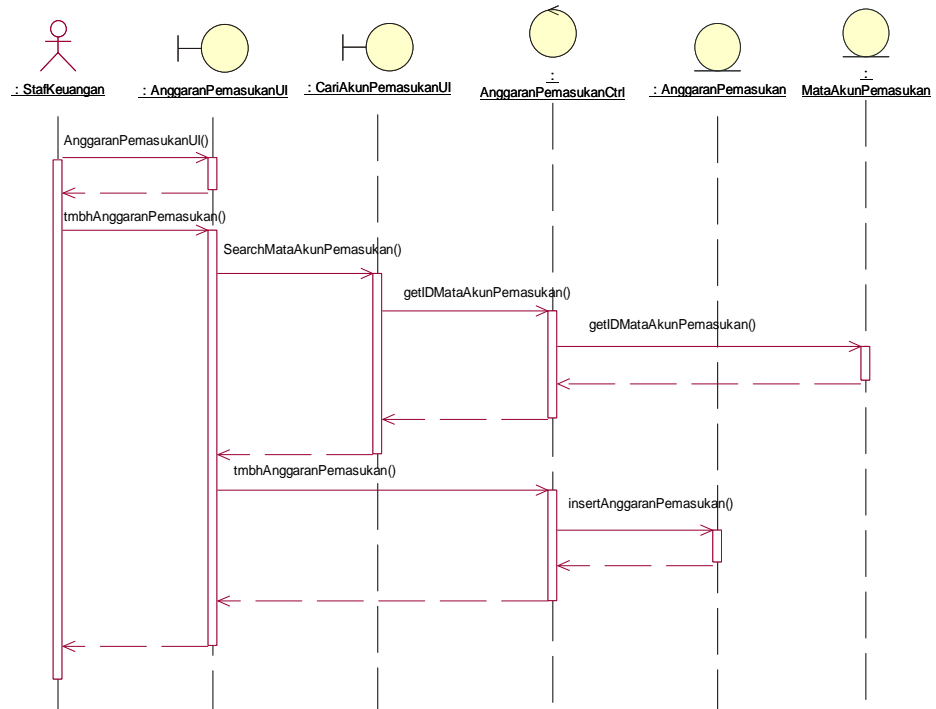 : StafKeuangan
: AnggaranPemasukanUI
: CariAkunPemasukanUI
:
AnggaranPemasukanCtrl
: AnggaranPemasukan
:
MataAkunPemasukan
AnggaranPemasukanUI()
tmbhAnggaranPemasukan()
SearchMataAkunPemasukan()
getIDMataAkunPemasukan()
getIDMataAkunPemasukan()
tmbhAnggaranPemasukan()
insertAnggaranPemasukan()